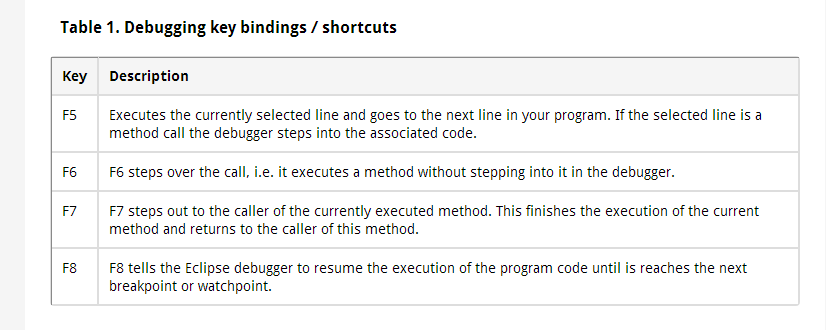 Table 1. Debugging key bindings / shortcuts
Key Description
F5 Executes the currently selected line and goes to the next line in your program. If the selected line is a
method call the debugger steps into the associated code.
F6 F6 steps over the call, i.e. it executes a method without stepping into it in the debugger.
F7 F7 steps out to the caller of the currently executed method. This finishes the execution of the current
method and returns to the caller of this method.
F8 F8 tells the Eclipse debugger to resume the execution of the program code until is reaches the next
breakpoint or watchpoint.